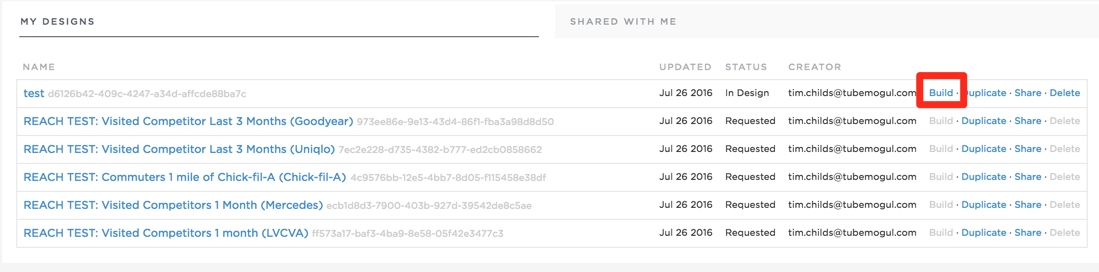 MY DESIGNS SHARED WITH ME
NAME UPDATED STATUS CREATOR
test d6126b42-409c-4247-a34d-affcde88ba7c Jul 26 2016 In Design tim.childs@tubemogul.com Build · Duplicate · Share · Delete
REACH TEST: Visited Competitor Last 3 Months (Goodyear) 973ee86e-9e13-43d4-86f1-fba3a98d8d50 Jul 26 2016 Requested tim.childs@tubemogul.com Build · Duplicate · Share · Delete
REACH TEST: Visited Competitor Last 3 Months (Uniqlo) 7ec2e228-d735-4382-b777-ed2cb0858662 Jul 26 2016 Requested tim.childs@tubemogul.com Build · Duplicate · Share · Delete
REACH TEST: Commuters 1 mile of Chick-fil-A (Chick-fil-A) 4c9576bb-12e5-4bb7-8d05-f115458e38df Jul 26 2016 Requested tim.childs@tubemogul.com Build · Duplicate · Share · Delete
REACH TEST: Visited Competitors 1 Month (Mercedes) ecb1d8d3-7900-403b-927d-39542de8c5ae Jul 26 2016 Requested tim.childs@tubemogul.com Build · Duplicate · Share · Delete
REACH TEST: Visited Competitors 1 month (LVCVA) ff573a17-baf3-4ba9-8e58-05f42e3477c3 Jul 26 2016 Requested tim.childs@tubemogul.com Build · Duplicate · Share · Delete